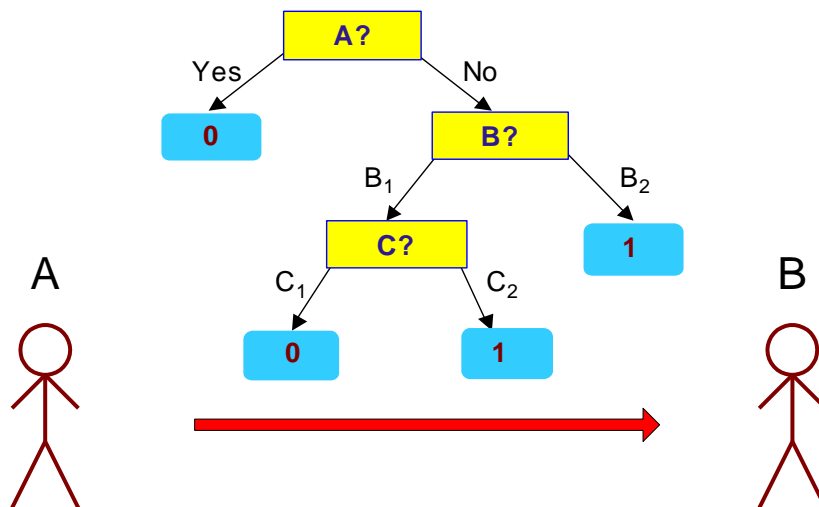 A?
Yes No
0
B?
B₁ B₂
C?
1
A
B
C₁ C₂
0 1